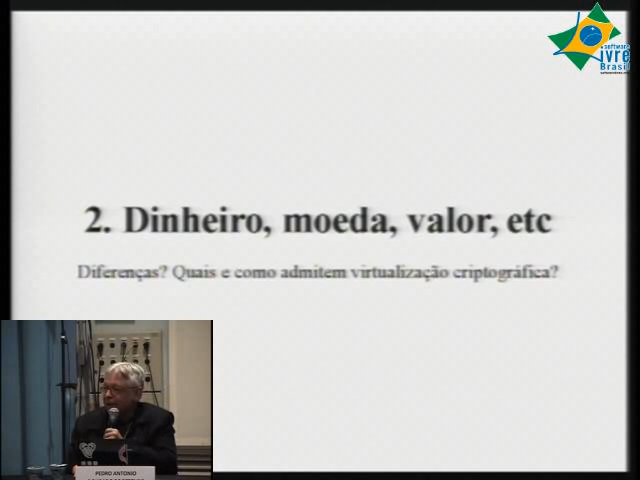 software
livre
Brasil
2. Dinheiro, moeda, valor, etc
Diferenças? Quais e como admitem virtualização criptográfica?
PEDRO ANTONIO